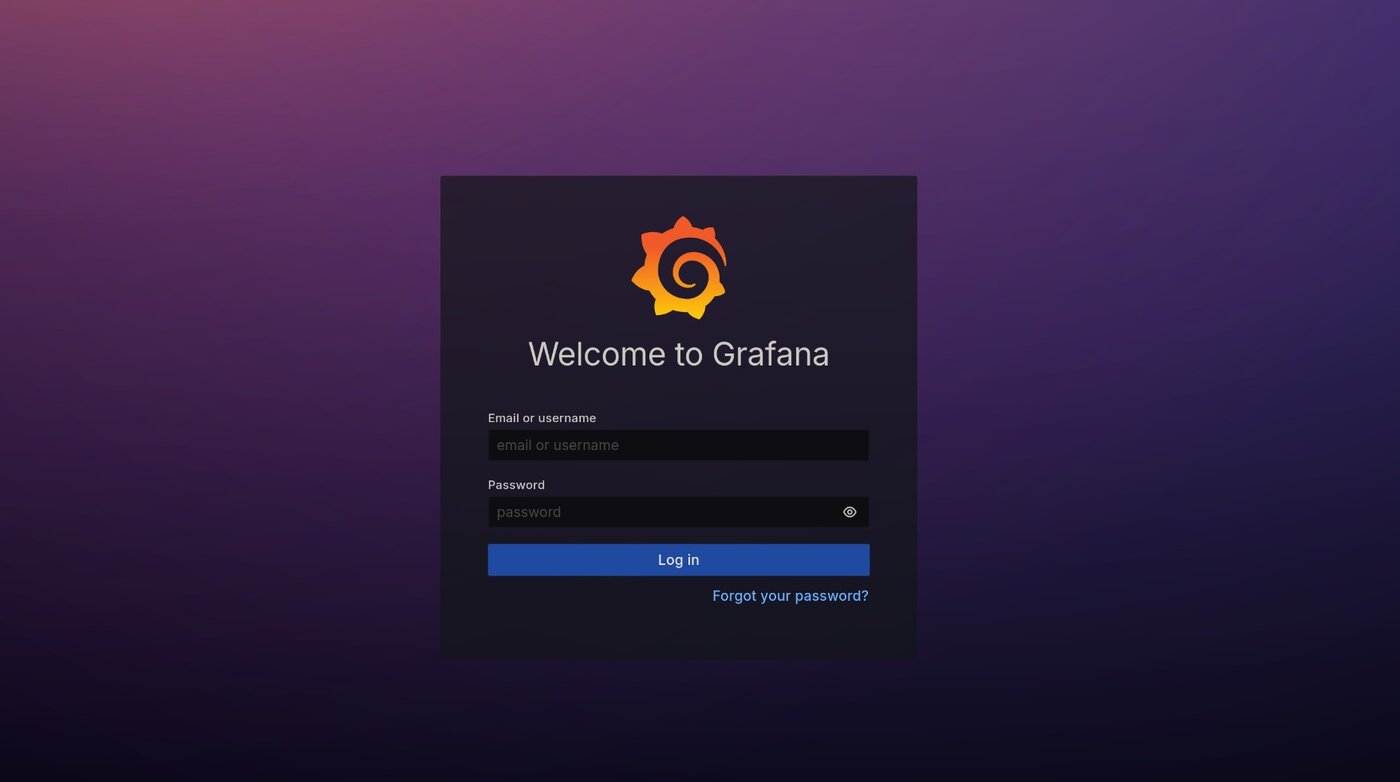 Welcome to Grafana
Email or username
email or username
Password
password
Log in
Forgot your password?